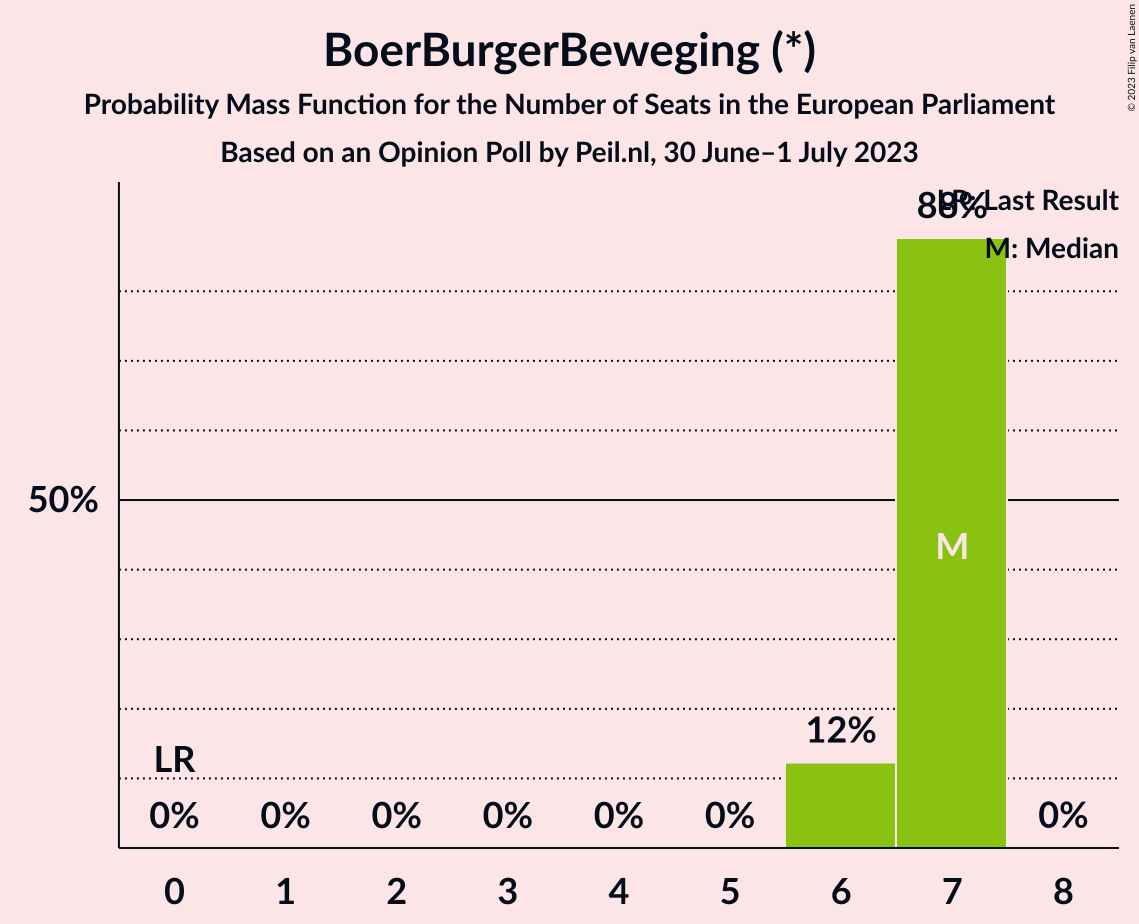 BoerBurgerBeweging (*)
Probability Mass Function for the Number of Seats in the European Parliament
Based on an Opinion Poll by Peil.nl, 30 June–1 July 2023
© 2023 Filip van Laenen
88%
LR: Last Result
M: Median
50%
M
12%
LR
0% 0% 0% 0% 0% 0% 0%
0 1 2 3 4 5 6 7 8